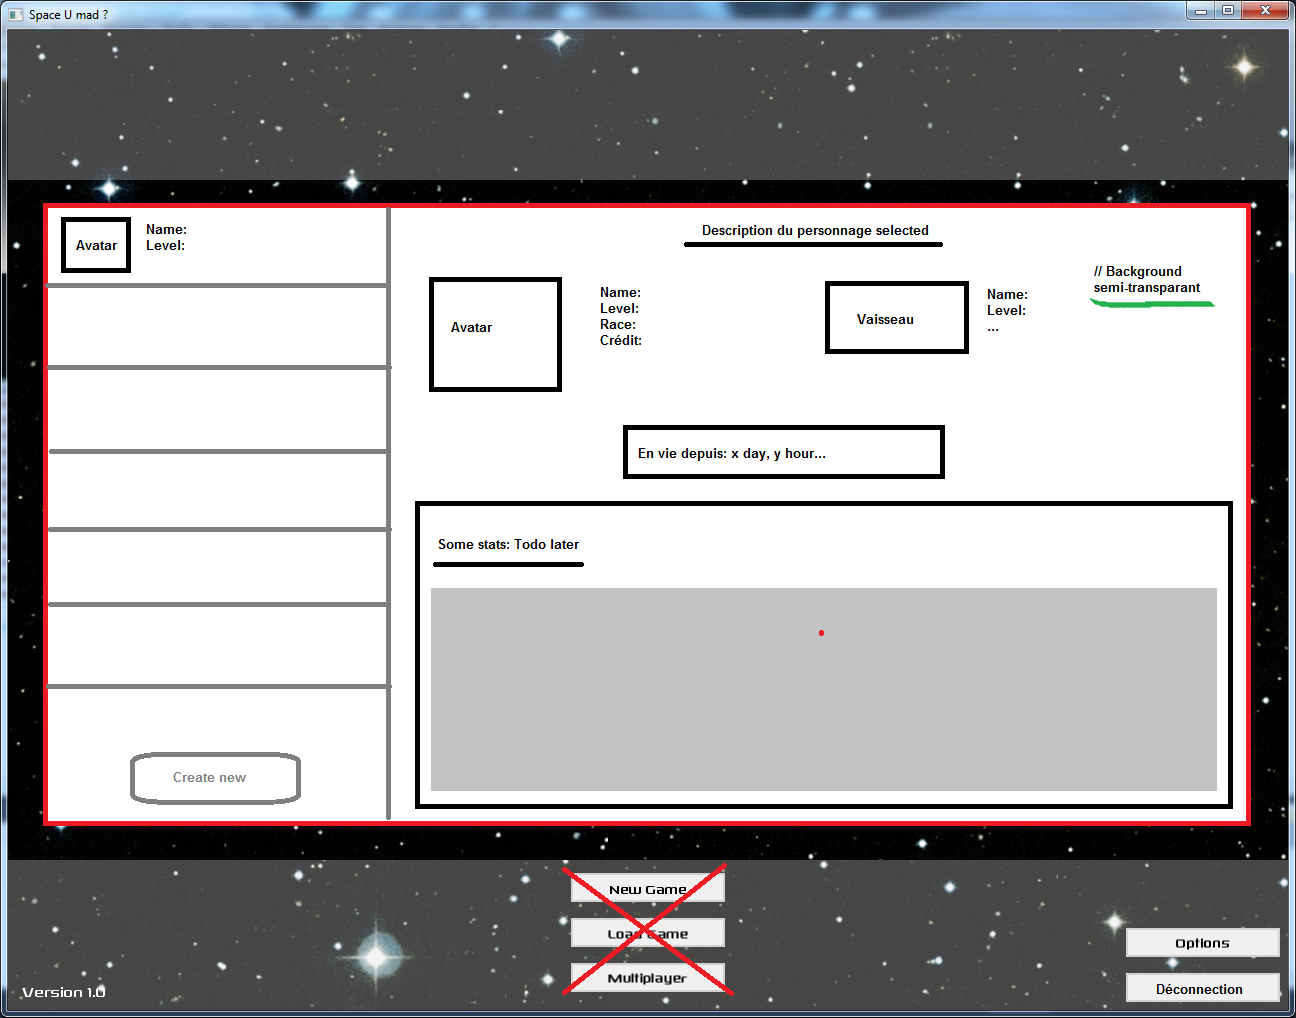 Space U mad ?
Avatar
Name:
Level:
Create new
Description du personnage selected
Avatar
Name:
Level:
Race:
Crédit:
Vaisseau
Name:
Level:
...
// Background
semi-transparant
En vie depuis: x day, y hour...
Some stats: Todo later
New Game
Load Game
Multiplayer
Options
Déconnection
Version 1.0